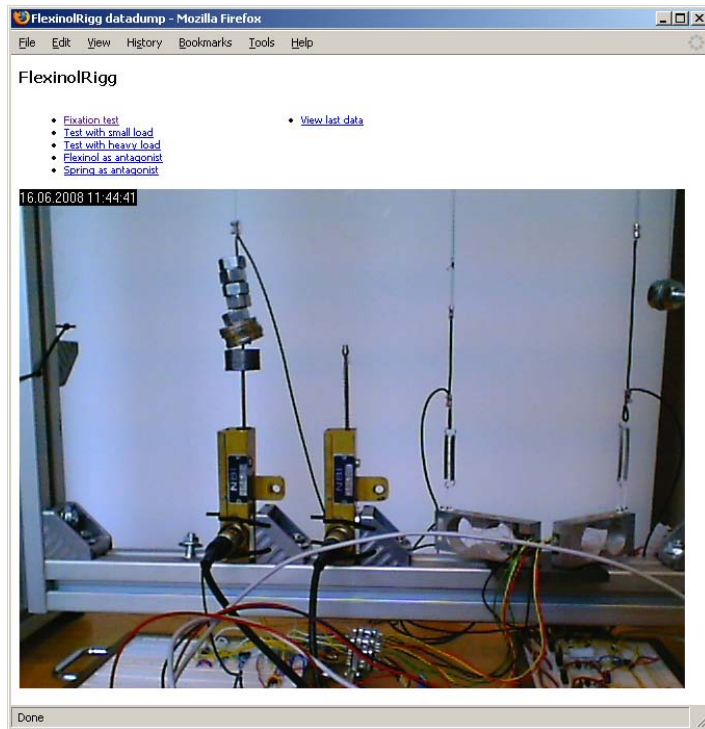 FlexinolRigg datadump - Mozilla Firefox
File Edit View History Bookmarks Tools Help
FlexinolRigg
Fixation test
Test with small load
Test with heavy load
Flexinol as antagonist
Spring as antagonist
View last data
16.06.2008 11:44:41
NBI
Done